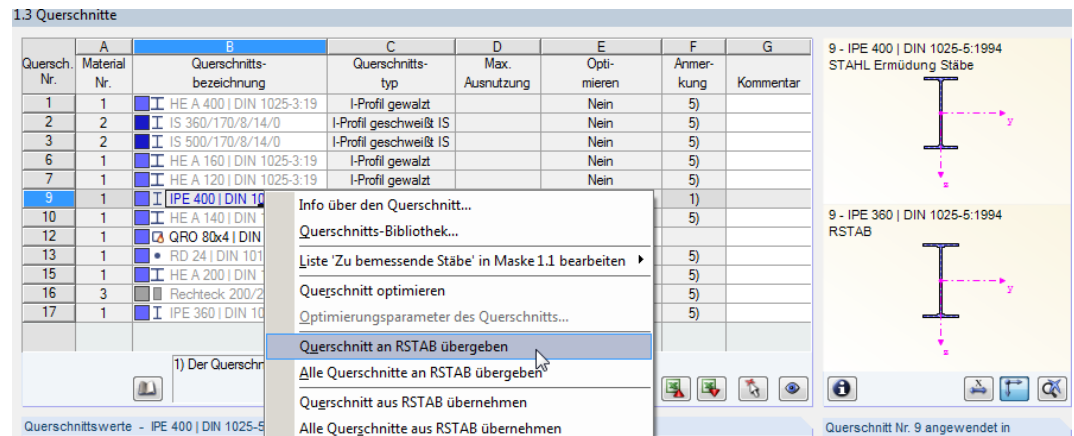 1.3 Querschnitte
A B C D E F G
Quersch. Nr. Material Nr. Querschnitts- bezeichnung Querschnitts- typ Max. Ausnutzung Opti- mieren Anmer- kung Kommentar
1 1 HE A 400 | DIN 1025-3:19 I-Profil gewalzt Nein 5)
2 2 IS 360/170/8/14/0 I-Profil geschweißt IS Nein 5)
3 2 IS 500/170/8/14/0 I-Profil geschweißt IS Nein 5)
6 1 HE A 160 | DIN 1025-3:19 I-Profil gewalzt Nein 5)
7 1 HE A 120 | DIN 1025-3:19 I-Profil gewalzt Nein 5)
9 1 IPE 400 | DIN 10 1)
10 1 HE A 140 | DIN 1 5)
12 1 QRO 80x4 | DIN
13 1 RD 24 | DIN 101 5)
15 1 HE A 200 | DIN 1 5)
16 3 Rechteck 200/2 5)
17 1 IPE 360 | DIN 10 5)
1) Der Querschn
Info über den Querschnitt...
Querschnitts-Bibliothek...
Liste 'Zu bemessende Stäbe' in Maske 1.1 bearbeiten
Querschnitt optimieren
Optimierungsparameter des Querschnitts...
Querschnitt an RSTAB übergeben
Alle Querschnitte an RSTAB übergeben
Querschnitt aus RSTAB übernehmen
Alle Querschnitte aus RSTAB übernehmen
Querschnittswerte - IPE 400 | DIN 1025-5
9 - IPE 400 | DIN 1025-5:1994
STAHL Ermüdung Stäbe
y
z
9 - IPE 360 | DIN 1025-5:1994
RSTAB
y
z
Querschnitt Nr. 9 angewendet in